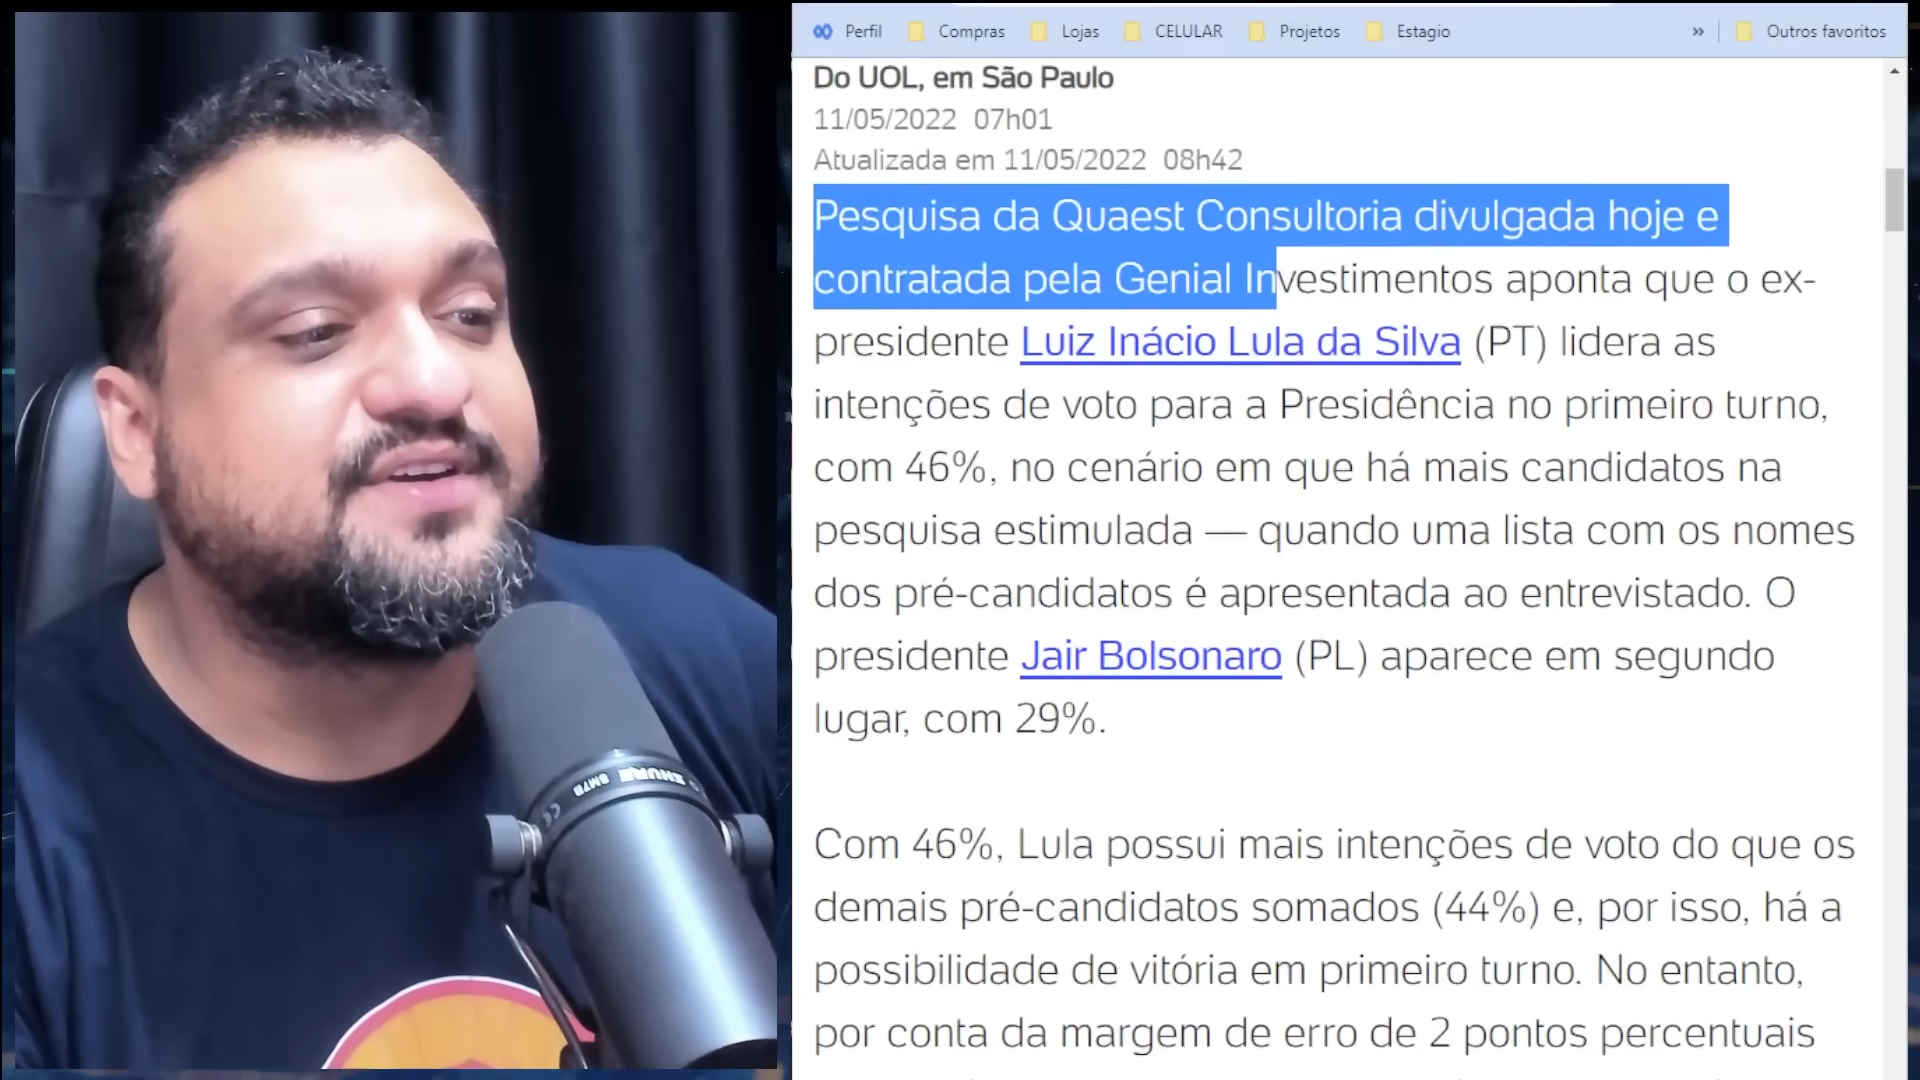 Perfil Compras Lojas CELULAR Projetos Estagio » Outros favoritos
Do UOL, em São Paulo
11/05/2022 07h01
Atualizada em 11/05/2022 08h42
Pesquisa da Quaest Consultoria divulgada hoje e
contratada pela Genial Investimentos aponta que o ex-
presidente Luiz Inácio Lula da Silva (PT) lidera as
intenções de voto para a Presidência no primeiro turno,
com 46%, no cenário em que há mais candidatos na
pesquisa estimulada — quando uma lista com os nomes
dos pré-candidatos é apresentada ao entrevistado. O
presidente Jair Bolsonaro (PL) aparece em segundo
lugar, com 29%.
Com 46%, Lula possui mais intenções de voto do que os
demais pré-candidatos somados (44%) e, por isso, há a
possibilidade de vitória em primeiro turno. No entanto,
por conta da margem de erro de 2 pontos percentuais
SHURE SM7B